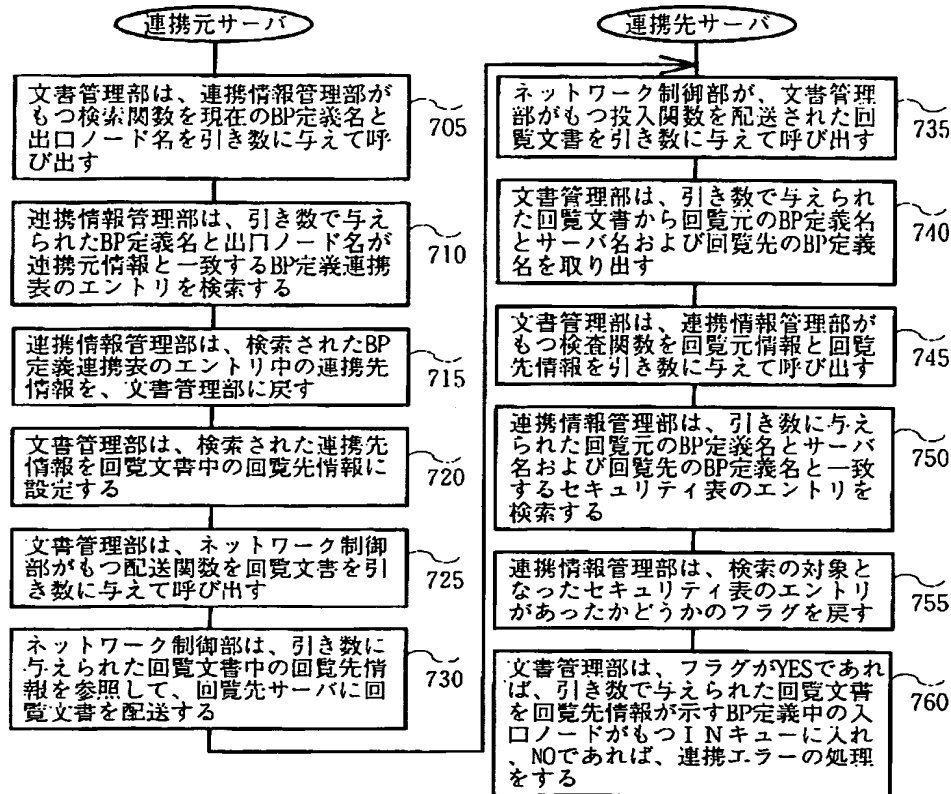 連携元サーバ
文書管理部は、連携情報管理部が
もつ検索関数を現在のBP定義名と
出口ノード名を引き数に与えて呼
び出す
705
連携情報管理部は、引き数で与え
られたBP定義名と出口ノード名が
連携元情報と一致するBP定義連携
表のエントリを検索する
710
連携情報管理部は、検索されたBP
定義連携表のエントリ中の連携先
情報を、文書管理部に戻す
715
文書管理部は、検索された連携先
情報を回覧文書中の回覧先情報に
設定する
720
文書管理部は、ネットワーク制御
部がもつ配送関数を回覧文書を引
き数に与えて呼び出す
725
ネットワーク制御部は、引き数に
与えられた回覧文書中の回覧先情
報を参照して、回覧先サーバに回
覧文書を配送する
730
連携先サーバ
ネットワーク制御部が、文書管理
部がもつ投入関数を配送された回
覧文書を引き数に与えて呼び出す
735
文書管理部は、引き数で与えられ
た回覧文書から回覧元のBP定義名
とサーバ名および回覧先のBP定義
名を取り出す
740
文書管理部は、連携情報管理部が
もつ検査関数を回覧元情報と回覧
先情報を引き数に与えて呼び出す
745
連携情報管理部は、引き数に与え
られた回覧元のBP定義名とサーバ
名および回覧先のBP定義名と一致
するセキュリティ表のエントリを
検索する
750
連携情報管理部は、検索の対象と
なったセキュリティ表のエントリ
があったかどうかのフラグを戻す
755
文書管理部は、フラグがYESであれ
ば、引き数で与えられた回覧文書
を回覧先情報が示すBP定義中の入
口ノードがもつINキューに入れ
、NOであれば、連携エラーの処理
をする
760